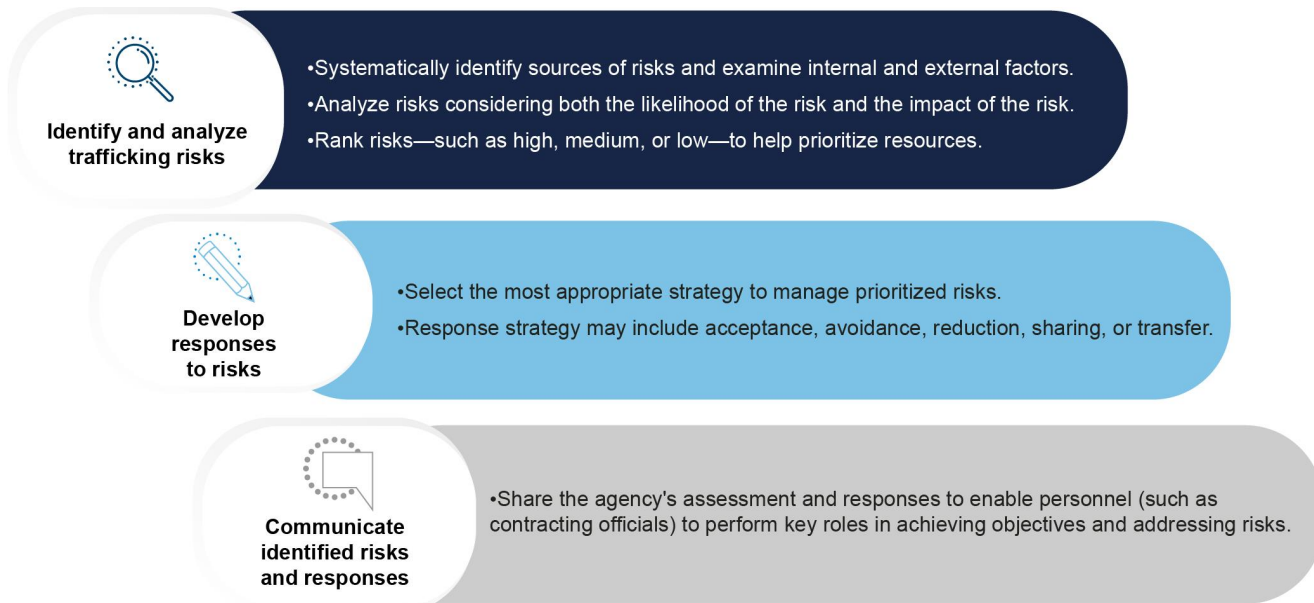 Identify and analyze
trafficking risks
•Systematically identify sources of risks and examine internal and external factors.
•Analyze risks considering both the likelihood of the risk and the impact of the risk.
•Rank risks—such as high, medium, or low—to help prioritize resources.
Develop
responses
to risks
•Select the most appropriate strategy to manage prioritized risks.
•Response strategy may include acceptance, avoidance, reduction, sharing, or transfer.
Communicate
identified risks
and responses
•Share the agency's assessment and responses to enable personnel (such as
contracting officials) to perform key roles in achieving objectives and addressing risks.